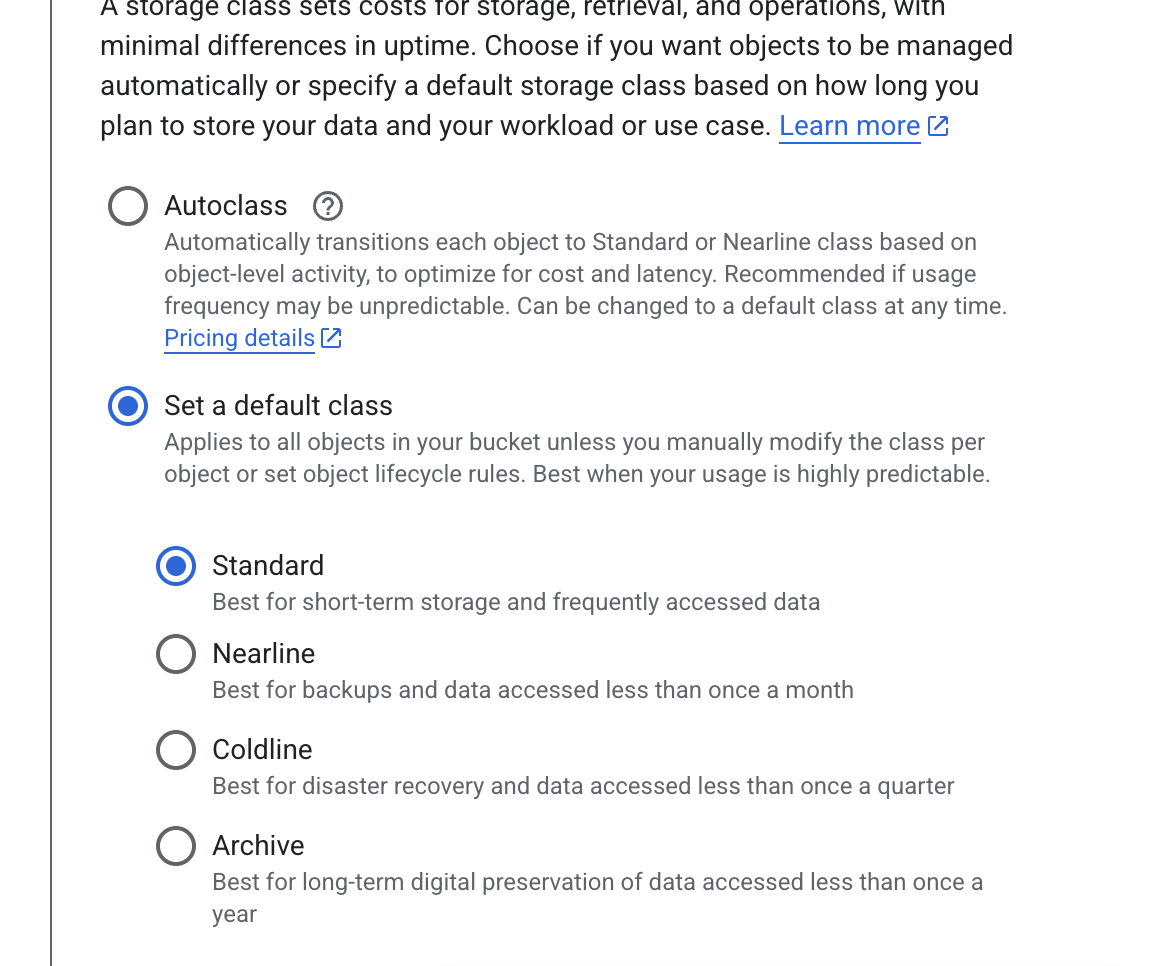 A storage class sets costs for storage, retrieval, and operations, with
minimal differences in uptime. Choose if you want objects to be managed
automatically or specify a default storage class based on how long you
plan to store your data and your workload or use case. Learn more
Autoclass
Automatically transitions each object to Standard or Nearline class based on
object-level activity, to optimize for cost and latency. Recommended if usage
frequency may be unpredictable. Can be changed to a default class at any time.
Pricing details
Set a default class
Applies to all objects in your bucket unless you manually modify the class per
object or set object lifecycle rules. Best when your usage is highly predictable.
Standard
Best for short-term storage and frequently accessed data
Nearline
Best for backups and data accessed less than once a month
Coldline
Best for disaster recovery and data accessed less than once a quarter
Archive
Best for long-term digital preservation of data accessed less than once a
year